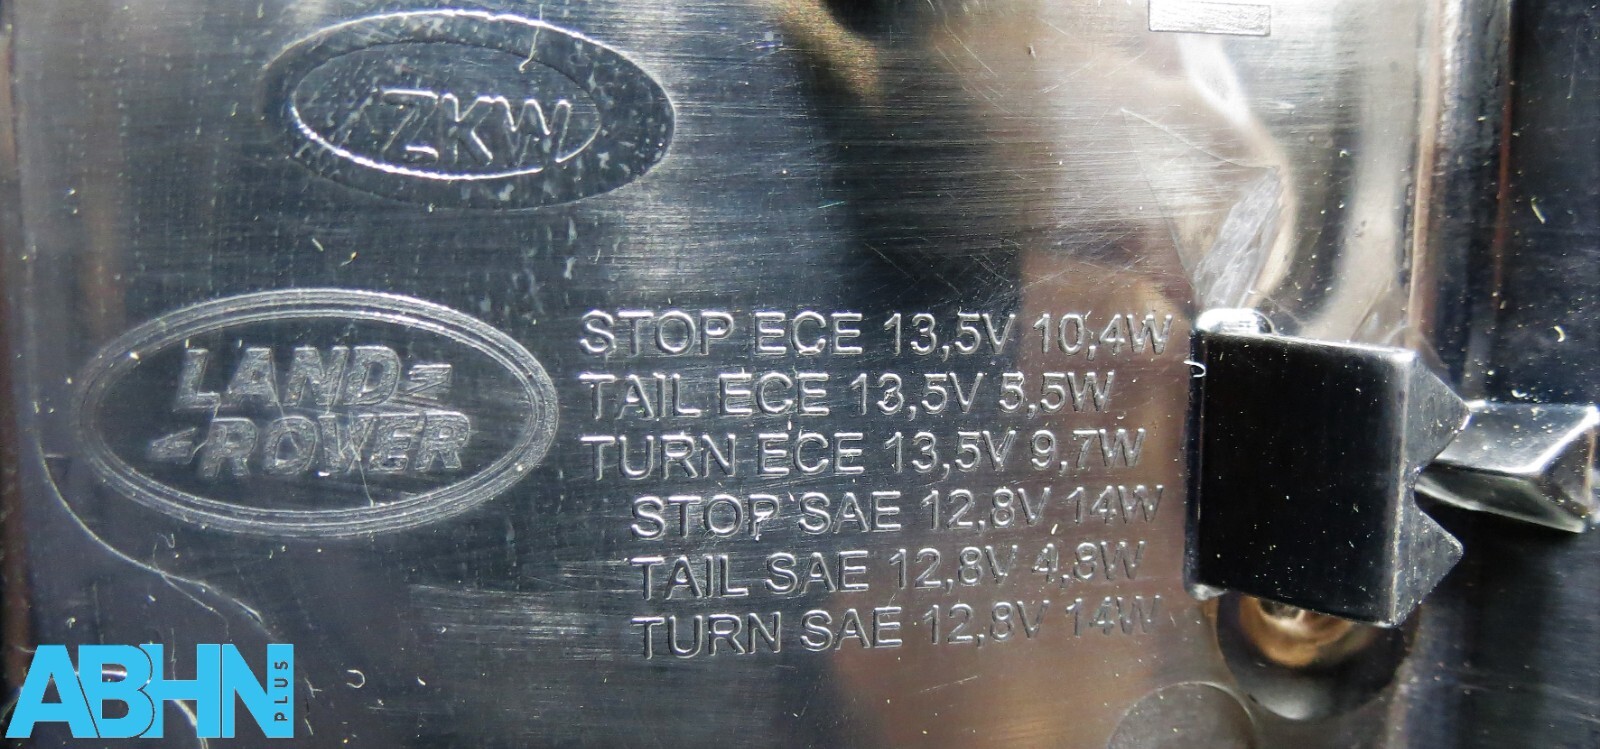 ZKW
LAND
ROVER
STOP ECE 13,5V 10,4W
TAIL ECE 13,5V 5,5W
TURN ECE 13,5V 9,7W
STOP SAE 12,8V 14W
TAIL SAE 12,8V 4,8W
TURN SAE 12,8V 14W
ABHN
PLUS